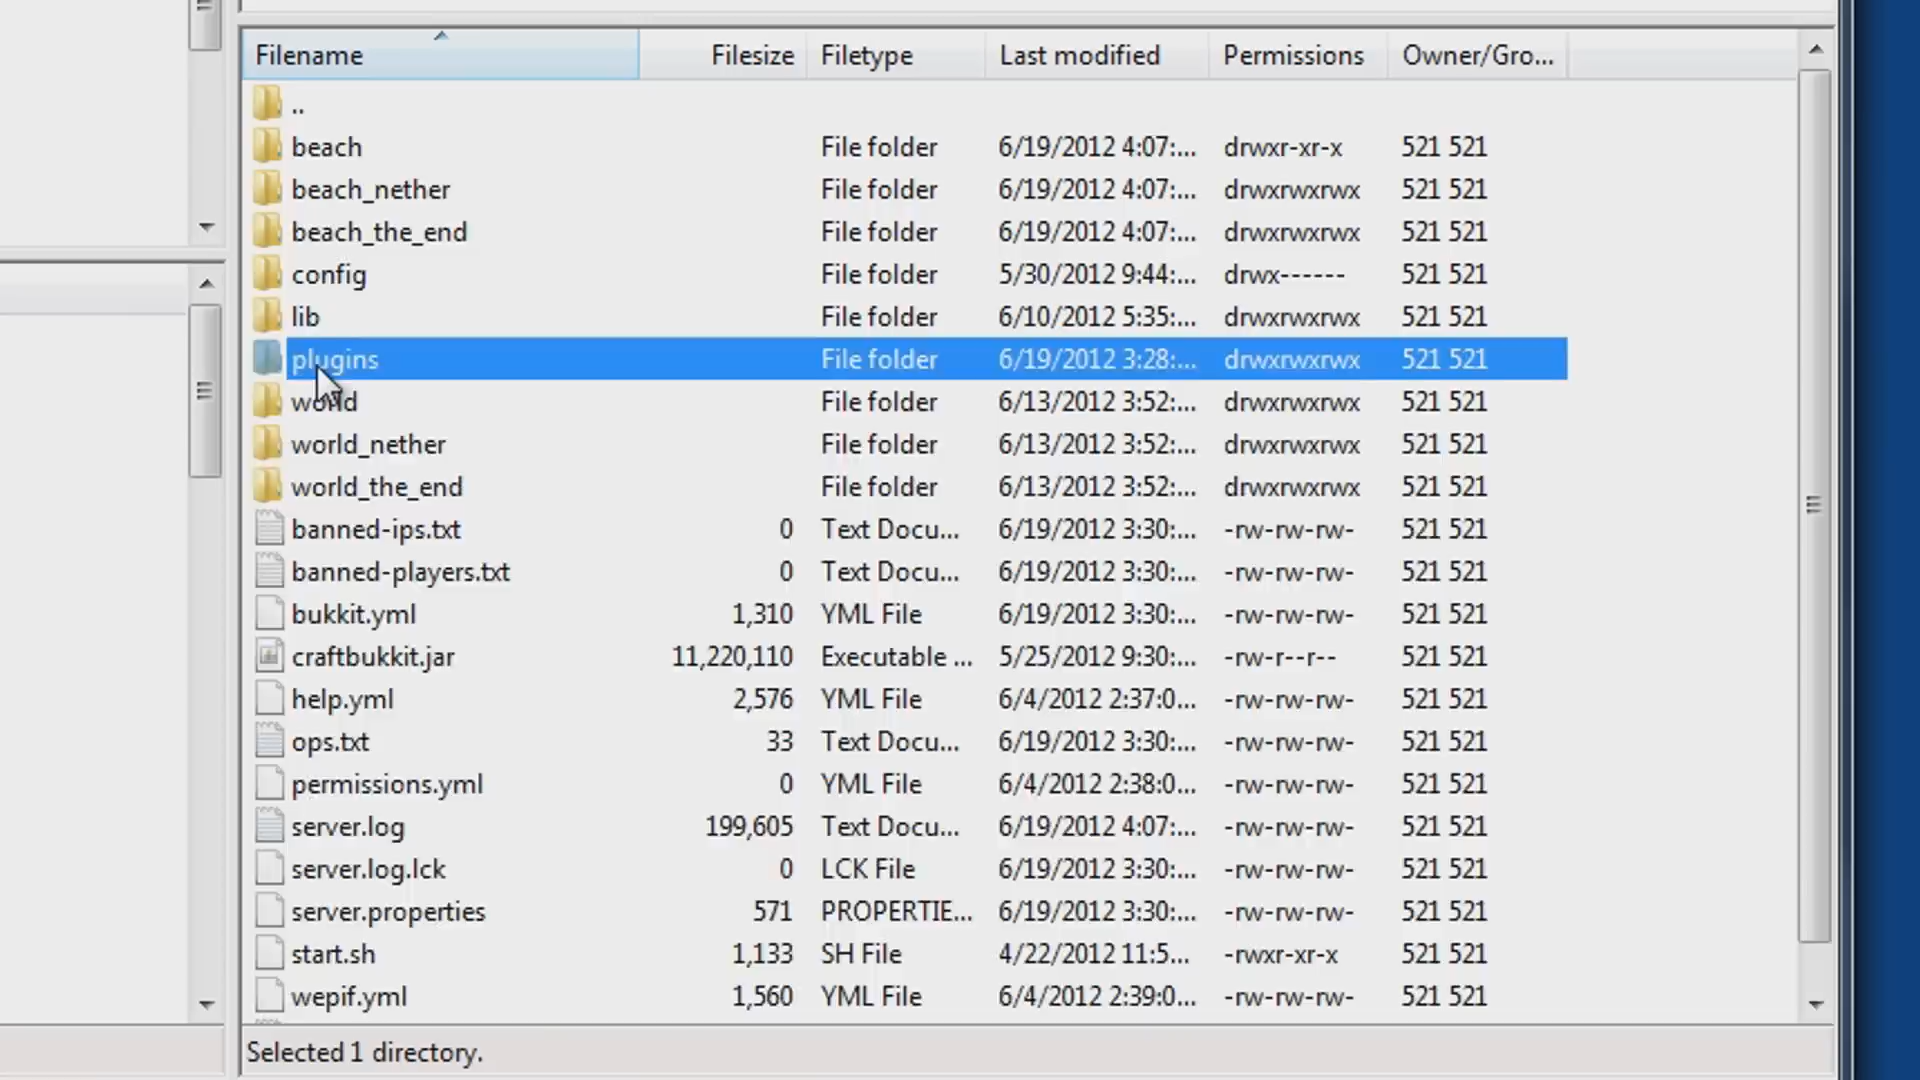 Filename Filesize Filetype Last modified Permissions Owner/Gro...
..
beach File folder 6/19/2012 4:07:... drwxr-xr-x 521 521
beach_nether File folder 6/19/2012 4:07:... drwxrwxrwx 521 521
beach_the_end File folder 6/19/2012 4:07:... drwxrwxrwx 521 521
config File folder 5/30/2012 9:44:... drwx------ 521 521
lib File folder 6/10/2012 5:35:... drwxrwxrwx 521 521
plugins File folder 6/19/2012 3:28:... drwxrwxrwx 521 521
world File folder 6/13/2012 3:52:... drwxrwxrwx 521 521
world_nether File folder 6/13/2012 3:52:... drwxrwxrwx 521 521
world_the_end File folder 6/13/2012 3:52:... drwxrwxrwx 521 521
banned-ips.txt 0 Text Docu... 6/19/2012 3:30:... -rw-rw-rw- 521 521
banned-players.txt 0 Text Docu... 6/19/2012 3:30:... -rw-rw-rw- 521 521
bukkit.yml 1,310 YML File 6/19/2012 3:30:... -rw-rw-rw- 521 521
craftbukkit.jar 11,220,110 Executable ... 5/25/2012 9:30:... -rw-r--r-- 521 521
help.yml 2,576 YML File 6/4/2012 2:37:0... -rw-rw-rw- 521 521
ops.txt 33 Text Docu... 6/19/2012 3:30:... -rw-rw-rw- 521 521
permissions.yml 0 YML File 6/4/2012 2:38:0... -rw-rw-rw- 521 521
server.log 199,605 Text Docu... 6/19/2012 4:07:... -rw-rw-rw- 521 521
server.log.lck 0 LCK File 6/19/2012 3:30:... -rw-rw-rw- 521 521
server.properties 571 PROPERTIE... 6/19/2012 3:30:... -rw-rw-rw- 521 521
start.sh 1,133 SH File 4/22/2012 11:5... -rwxr-xr-x 521 521
wepif.yml 1,560 YML File 6/4/2012 2:39:0... -rw-rw-rw- 521 521
Selected 1 directory.